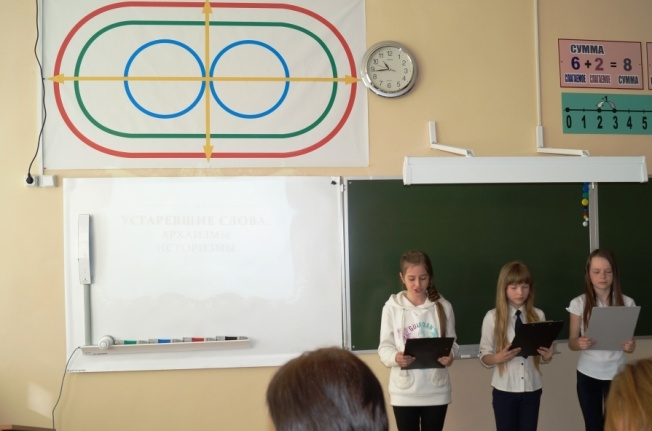 СУММА
6 + 2 = 8
СЛАГАЕМОЕ СЛАГАЕМОЕ СУММА
0 1 2 3 4 5
УСТАРЕВШИЕ СЛОВА
АРХАИЗМЫ
ИСТОРИЗМЫ